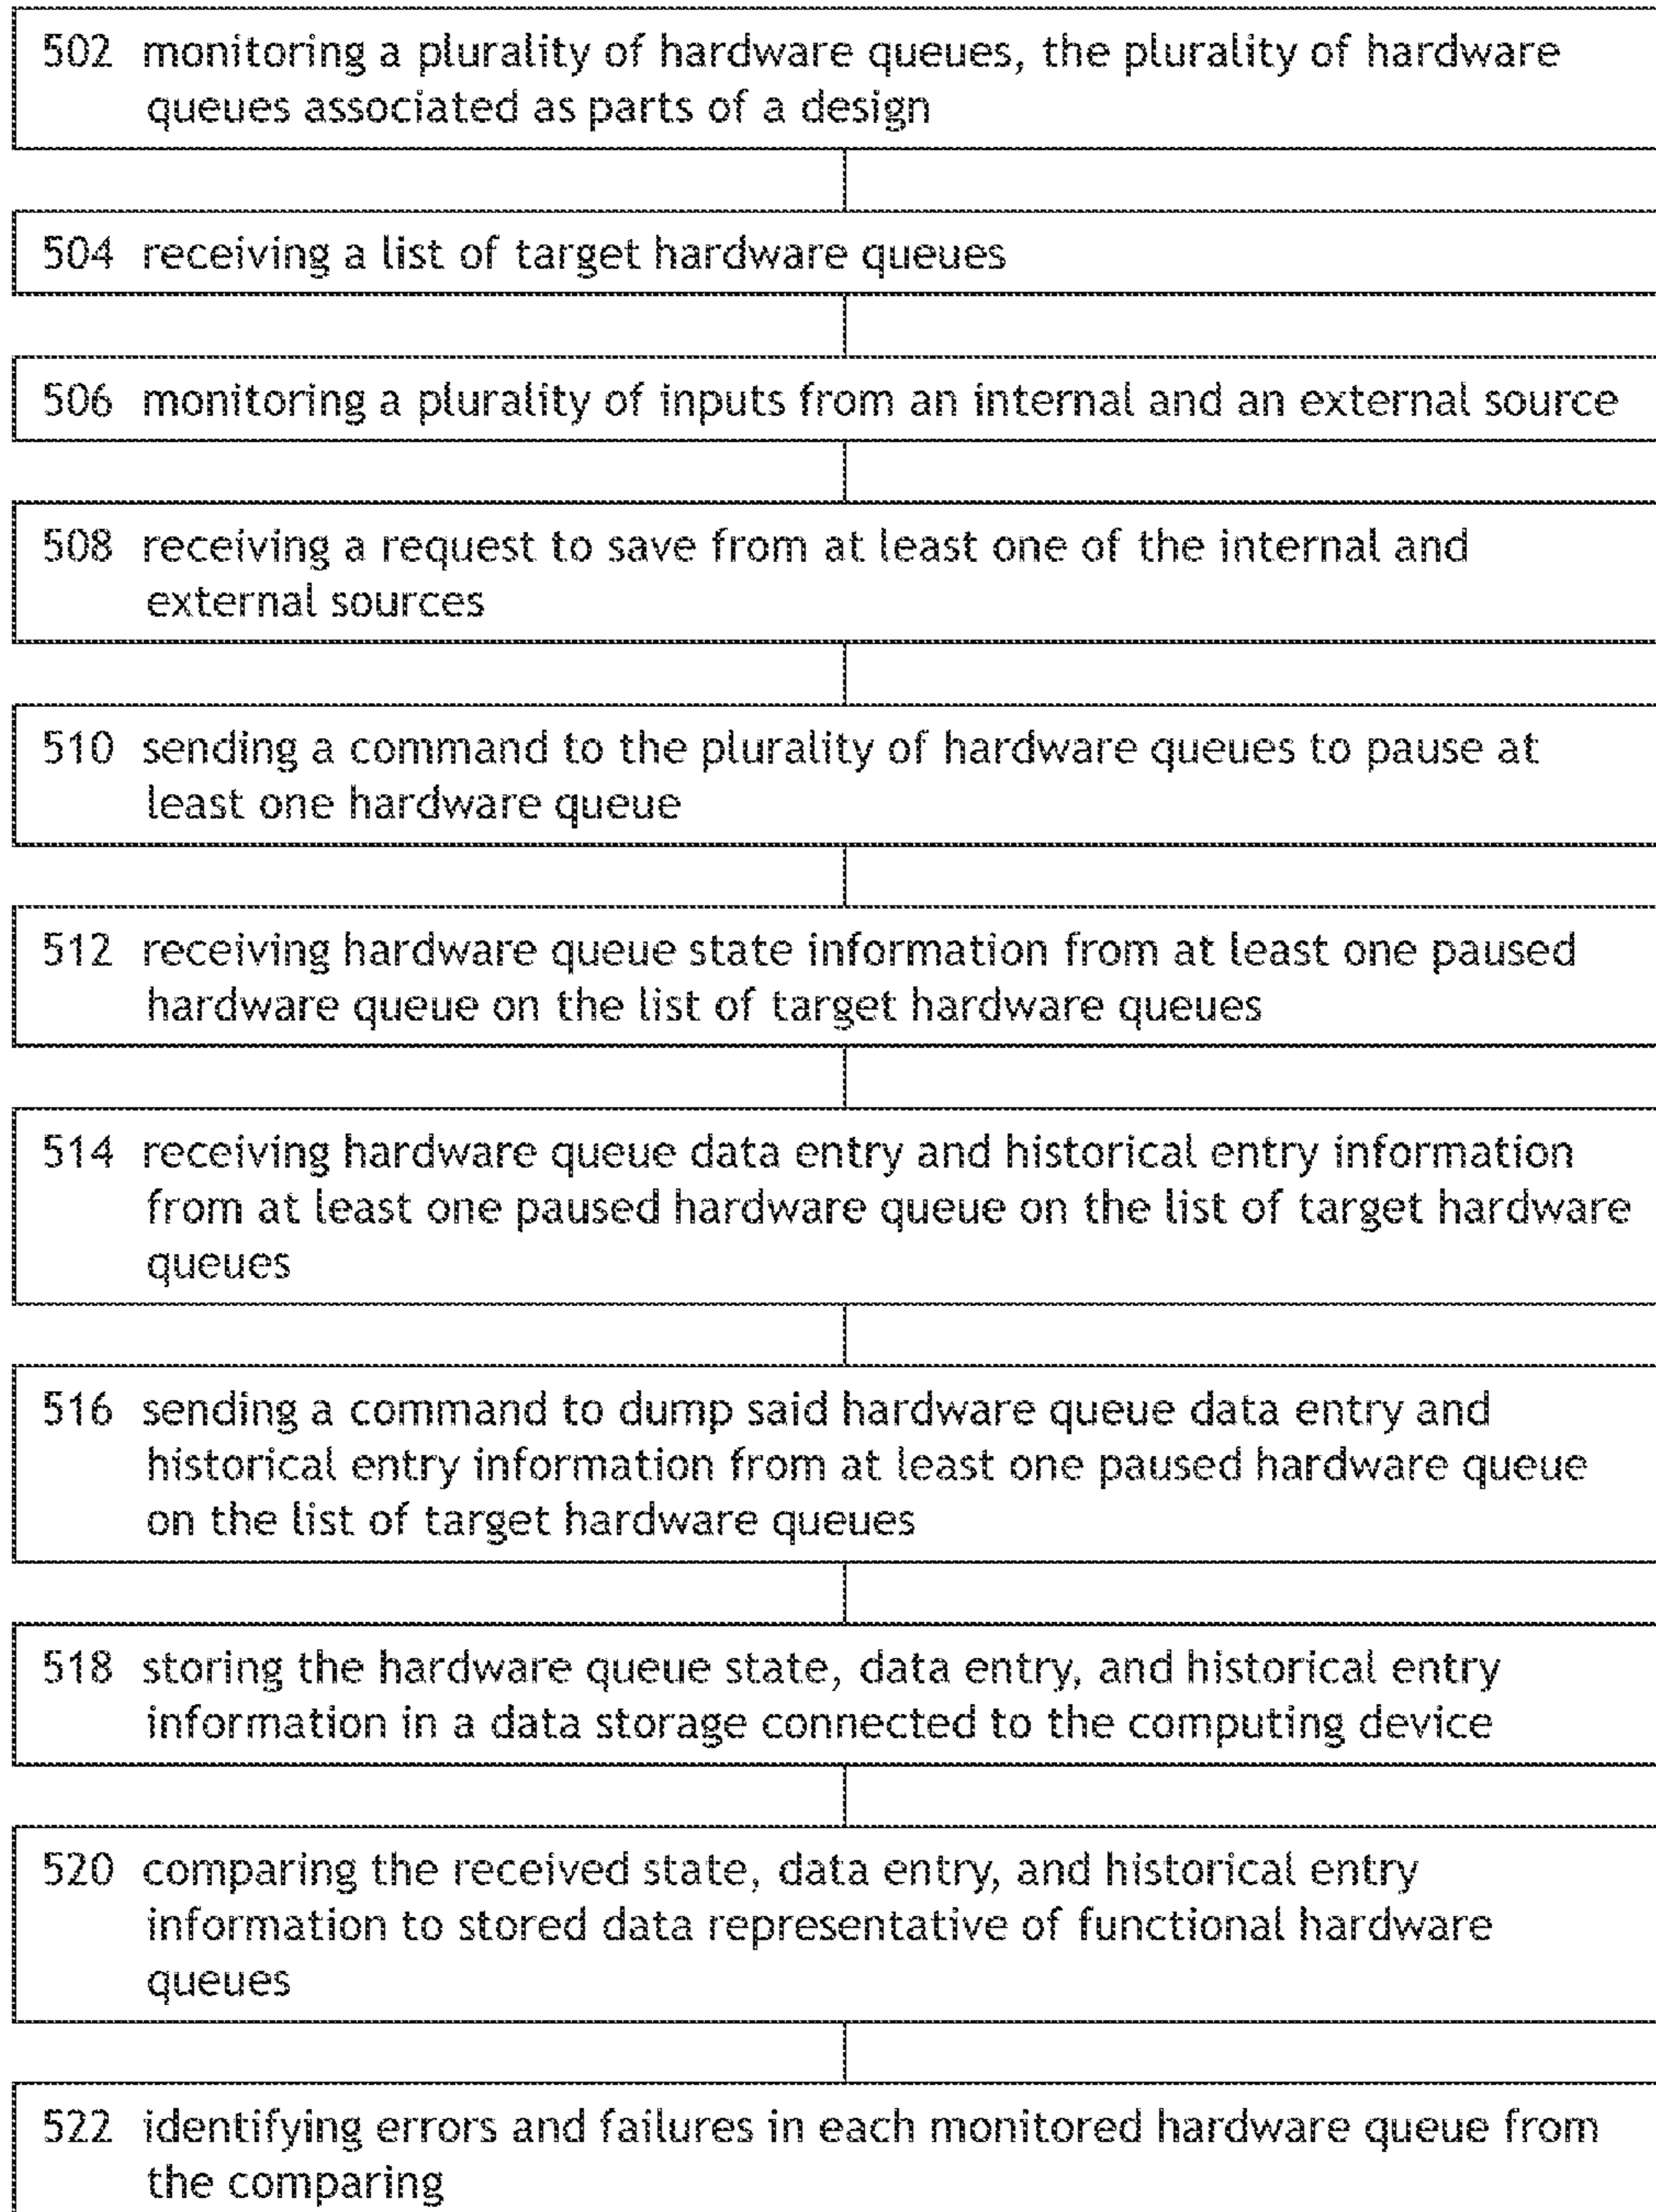 502 monitoring a plurality of hardware queues, the plurality of hardware
queues associated as parts of a design
504 receiving a list of target hardware queues
506 monitoring a plurality of inputs from an internal and an external source
508 receiving a request to save from at least one of the internal and
external sources
510 sending a command to the plurality of hardware queues to pause at
least one hardware queue
512 receiving hardware queue state information from at least one paused
hardware queue on the list of target hardware queues
514 receiving hardware queue data entry and historical entry information
from at least one paused hardware queue on the list of target hardware
queues
516 sending a command to dump said hardware queue data entry and
historical entry information from at least one paused hardware queue
on the list of target hardware queues
518 storing the hardware queue state, data entry, and historical entry
information in a data storage connected to the computing device
520 comparing the received state, data entry, and historical entry
information to stored data representative of functional hardware
queues
522 identifying errors and failures in each monitored hardware queue from
the comparing